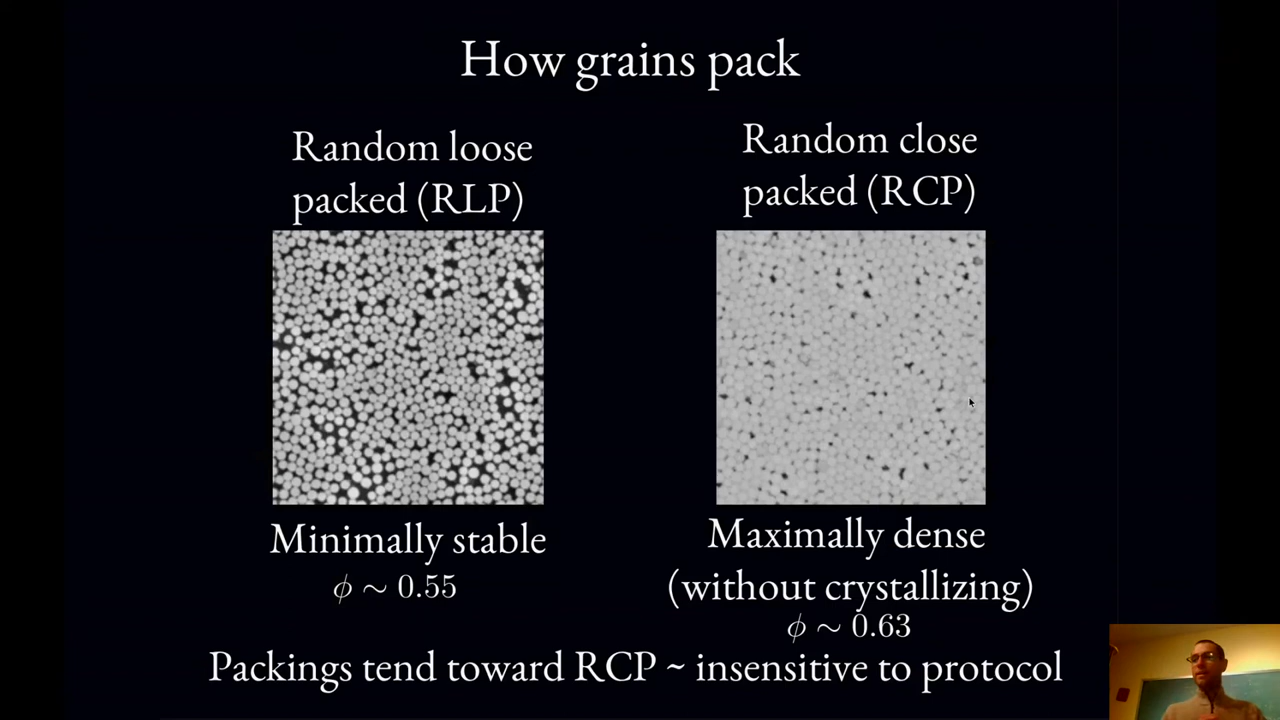 How grains pack
Random loose
packed (RLP)
Random close
packed (RCP)
Minimally stable
ϕ ∼ 0.55
Maximally dense
(without crystallizing)
ϕ ∼ 0.63
Packings tend toward RCP ~ insensitive to protocol